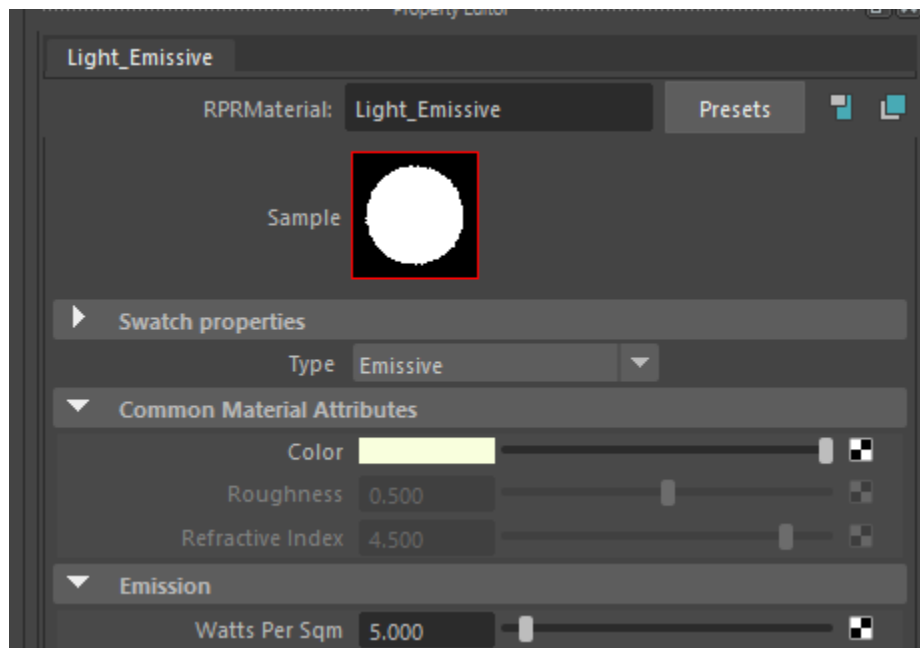 Property Editor
Light_Emissive
RPRMaterial: Light_Emissive Presets
Sample
Swatch properties
Type Emissive
Common Material Attributes
Color
Roughness 0.500
Refractive Index 4.500
Emission
Watts Per Sqm 5.000